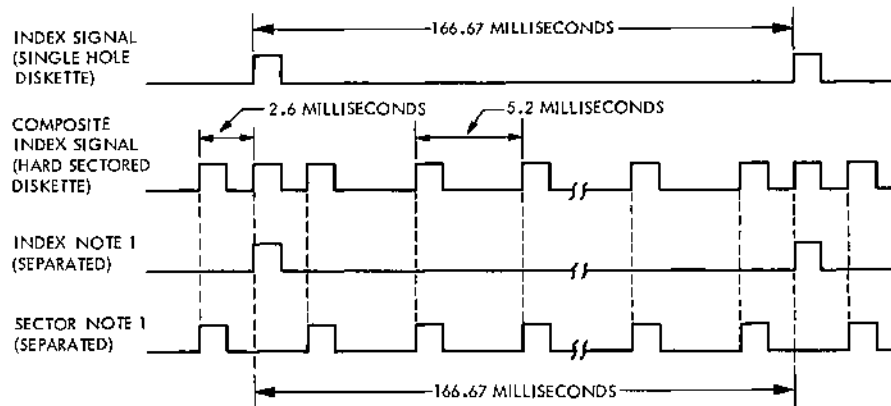 166.67 MILLISECONDS
INDEX SIGNAL
(SINGLE HOLE
DISKETTE)
2.6 MILLISECONDS
5.2 MILLISECONDS
COMPOSITE
INDEX SIGNAL
(HARD SECTORED
DISKETTE)
INDEX NOTE 1
(SEPARATED)
SECTOR NOTE 1
(SEPARATED)
166.67 MILLISECONDS